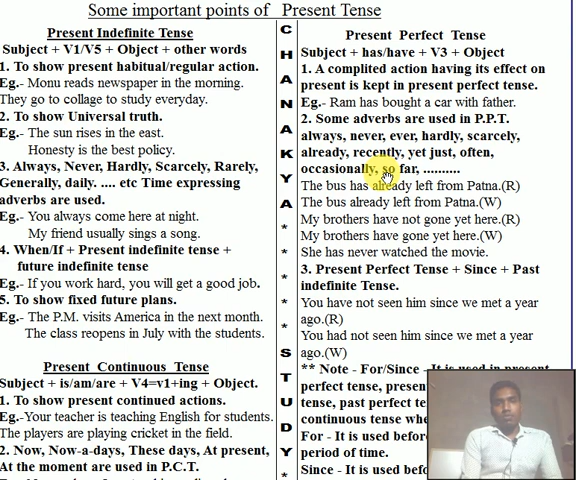 Some important points of Present Tense
Present Indefinite Tense
Subject + V1/V5 + Object + other words
1. To show present habitual/regular action.
Eg.- Monu reads newspaper in the morning.
They go to collage to study everyday.
2. To show Universal truth.
Eg.- The sun rises in the east.
Honesty is the best policy.
3. Always, Never, Hardly, Scarcely, Rarely,
Generally, daily. .... etc Time expressing
adverbs are used.
Eg.- You always come here at night.
My friend usually sings a song.
4. When/If + Present indefinite tense +
future indefinite tense
Eg.- If you work hard, you will get a good job.
5. To show fixed future plans.
Eg.- The P.M. visits America in the next month.
The class reopens in July with the students.
Present Continuous Tense
Subject + is/am/are + V4=v1+ing + Object.
1. To show present continued actions.
Eg.-Your teacher is teaching English for students.
The players are playing cricket in the field.
2. Now, Now-a-days, These days, At present,
At the moment are used in P.C.T.
C
H
A
N
A
K
Y
A
*
*
*
*
S
T
U
D
Y
*
Present Perfect Tense
Subject + has/have + V3 + Object
1. A complited action having its effect on
present is kept in present perfect tense.
Eg.- Ram has bought a car with father.
2. Some adverbs are used in P.P.T.
always, never, ever, hardly, scarcely,
already, recently, yet just, often,
occasionally, so far, ..........
The bus has already left from Patna.(R)
The bus already left from Patna.(W)
My brothers have not gone yet here.(R)
My brothers have gone yet here.(W)
She has never watched the movie.
3. Present Perfect Tense + Since + Past
indefinite Tense.
You have not seen him since we met a year
ago.(R)
You had not seen him since we met a year
ago.(W)
** Note - For/Since - It is used in present
perfect tense, present
tense, past perfect
continuous tense
For - It is used
period of time.
Since - It is used